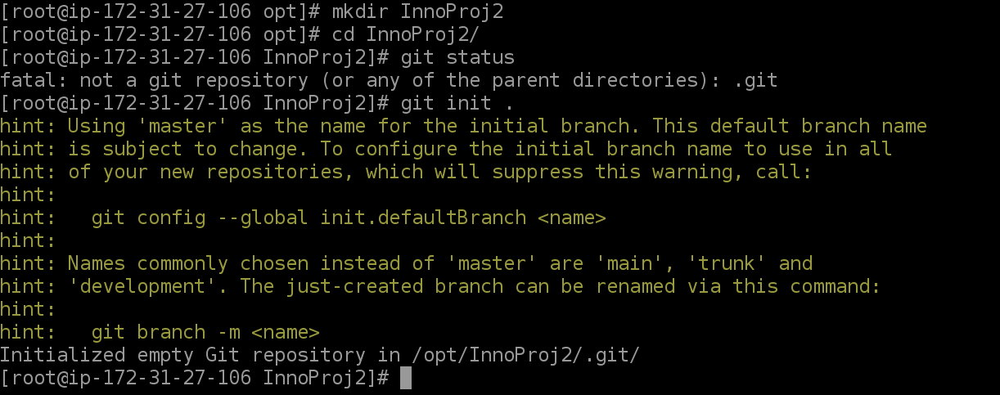 [root@ip-172-31-27-106 opt]# mkdir InnoProj2
[root@ip-172-31-27-106 opt]# cd InnoProj2/
[root@ip-172-31-27-106 InnoProj2]# git status
fatal: not a git repository (or any of the parent directories): .git
[root@ip-172-31-27-106 InnoProj2]# git init .
hint: Using 'master' as the name for the initial branch. This default branch name
hint: is subject to change. To configure the initial branch name to use in all
hint: of your new repositories, which will suppress this warning, call:
hint:
hint:   git config --global init.defaultBranch <name>
hint:
hint: Names commonly chosen instead of 'master' are 'main', 'trunk' and
hint: 'development'. The just-created branch can be renamed via this command:
hint:
hint:   git branch -m <name>
Initialized empty Git repository in /opt/InnoProj2/.git/
[root@ip-172-31-27-106 InnoProj2]#